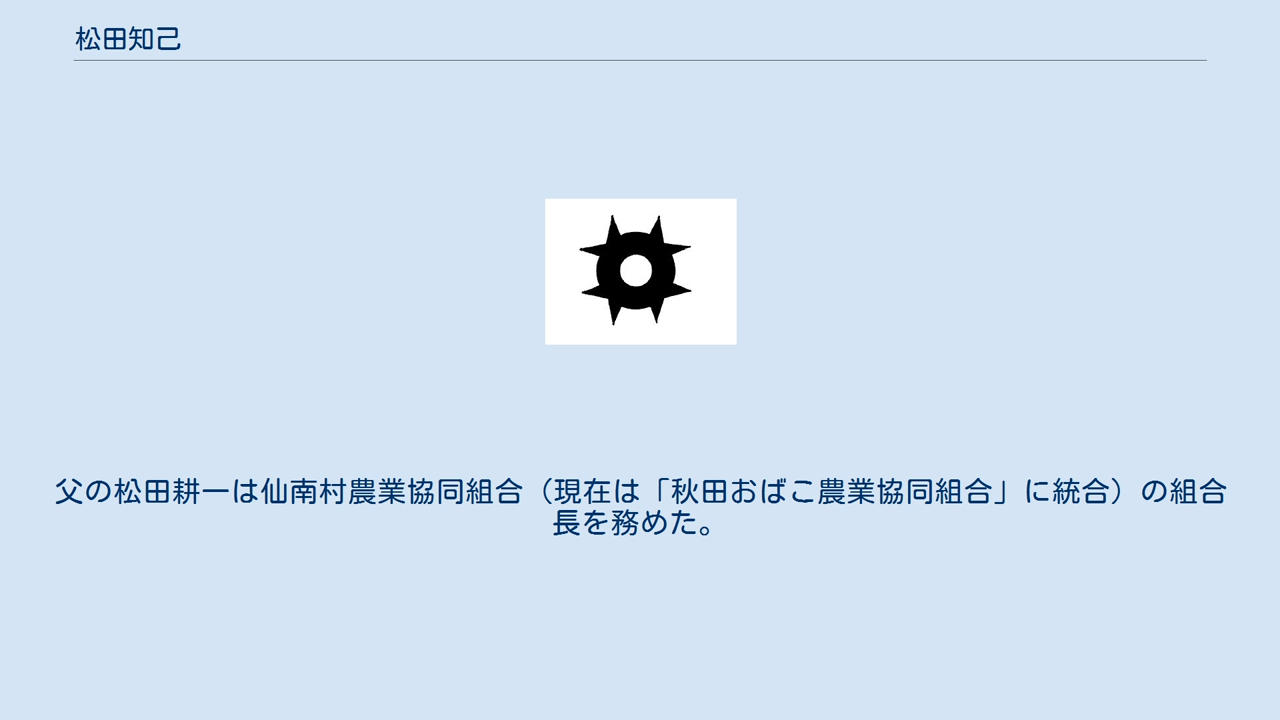 松田知己
父の松田耕一は仙南村農業協同組合（現在は「秋田おばこ農業協同組合」に統合）の組合
長を務めた。